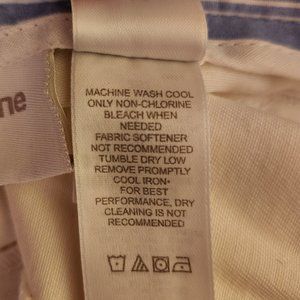 ne
MACHINE WASH COOL
ONLY NON-CHLORINE
BLEACH WHEN
NEEDED
FABRIC SOFTENER
NOT RECOMMENDED
TUMBLE DRY LOW
REMOVE PROMPTLY
COOL IRON•
FOR BEST
PERFORMANCE, DRY
CLEANING IS NOT
RECOMMENDED